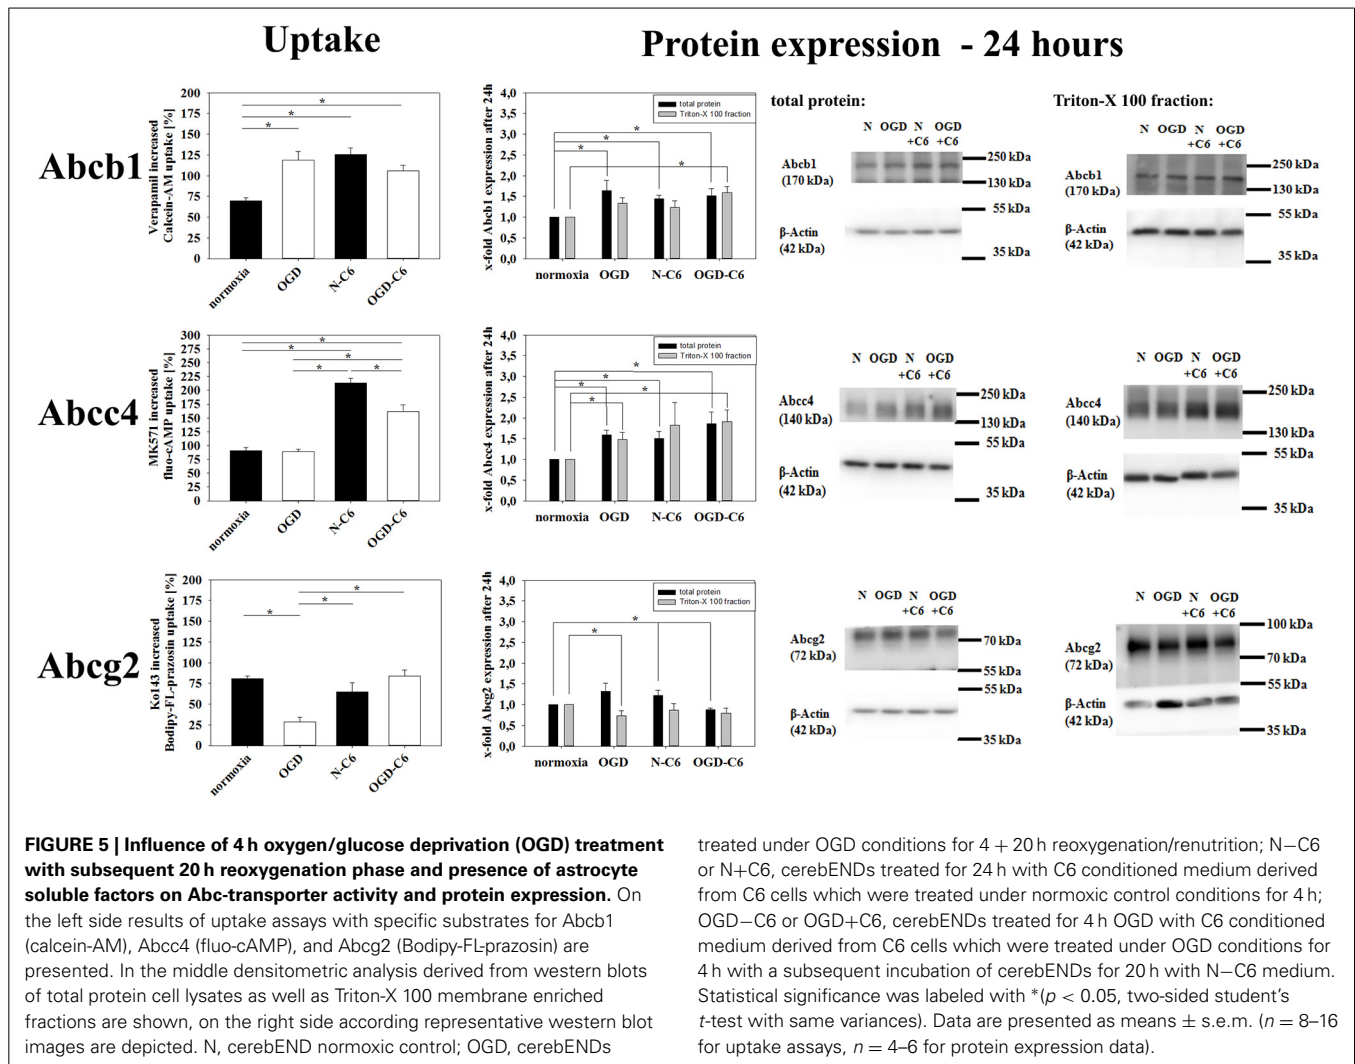 Uptake
Protein expression - 24 hours
Abcb1
Verapamil increased
Calcein-AM uptake [%]
200
175
150
125
100
75
50
25
0
* * *
normoxia OGD N-C6 OGD-C6
x-fold Abcb1 expression after 24h
4,0
3,5
3,0
2,5
2,0
1,5
1,0
0,5
0,0
total protein
Triton-X 100 fraction
* * * *
normoxia OGD N-C6 OGD-C6
total protein:
N OGD N +C6 OGD +C6
Abcb1
(170 kDa)
250 kDa
130 kDa
55 kDa
β-Actin
(42 kDa)
35 kDa
Triton-X 100 fraction:
N OGD N +C6 OGD +C6
Abcb1
(170 kDa)
250 kDa
130 kDa
55 kDa
β-Actin
(42 kDa)
35 kDa
Abcc4
MK571 increased
fluo-cAMP uptake [%]
300
275
250
225
200
175
150
125
100
75
50
25
0
* * * * *
normoxia OGD N-C6 OGD-C6
x-fold Abcc4 expression after 24h
4,0
3,5
3,0
2,5
2,0
1,5
1,0
0,5
0,0
total protein
Triton-X 100 fraction
* * * * *
normoxia OGD N-C6 OGD-C6
N OGD N +C6 OGD +C6
Abcc4
(140 kDa)
250 kDa
130 kDa
55 kDa
β-Actin
(42 kDa)
35 kDa
N OGD N +C6 OGD +C6
Abcc4
(140 kDa)
250 kDa
130 kDa
55 kDa
β-Actin
(42 kDa)
35 kDa
Abcg2
Ko143 increased
Bodipy-FL-prazosin uptake [%]
200
175
150
125
100
75
50
25
0
* * *
normoxia OGD N-C6 OGD-C6
x-fold Abcg2 expression after 24h
4,0
3,5
3,0
2,5
2,0
1,5
1,0
0,5
0,0
total protein
Triton-X 100 fraction
* *
normoxia OGD N-C6 OGD-C6
N OGD N +C6 OGD +C6
Abcg2
(72 kDa)
70 kDa
55 kDa
55 kDa
β-Actin
(42 kDa)
35 kDa
N OGD N +C6 OGD +C6
Abcg2
(72 kDa)
100 kDa
70 kDa
55 kDa
β-Actin
(42 kDa)
35 kDa
FIGURE 5 | Influence of 4 h oxygen/glucose deprivation (OGD) treatment
with subsequent 20 h reoxygenation phase and presence of astrocyte
soluble factors on Abc-transporter activity and protein expression. On
the left side results of uptake assays with specific substrates for Abcb1
(calcein-AM), Abcc4 (fluo-cAMP), and Abcg2 (Bodipy-FL-prazosin) are
presented. In the middle densitometric analysis derived from western blots
of total protein cell lysates as well as Triton-X 100 membrane enriched
fractions are shown, on the right side according representative western blot
images are depicted. N, cerebEND normoxic control; OGD, cerebENDs
treated under OGD conditions for 4 + 20 h reoxygenation/renutrition; N−C6
or N+C6, cerebENDs treated for 24 h with C6 conditioned medium derived
from C6 cells which were treated under normoxic control conditions for 4 h;
OGD−C6 or OGD+C6, cerebENDs treated for 4 h OGD with C6 conditioned
medium derived from C6 cells which were treated under OGD conditions for
4 h with a subsequent incubation of cerebENDs for 20 h with N−C6 medium.
Statistical significance was labeled with *(p < 0.05, two-sided student's
t-test with same variances). Data are presented as means ± s.e.m. (n = 8–16
for uptake assays, n = 4–6 for protein expression data).